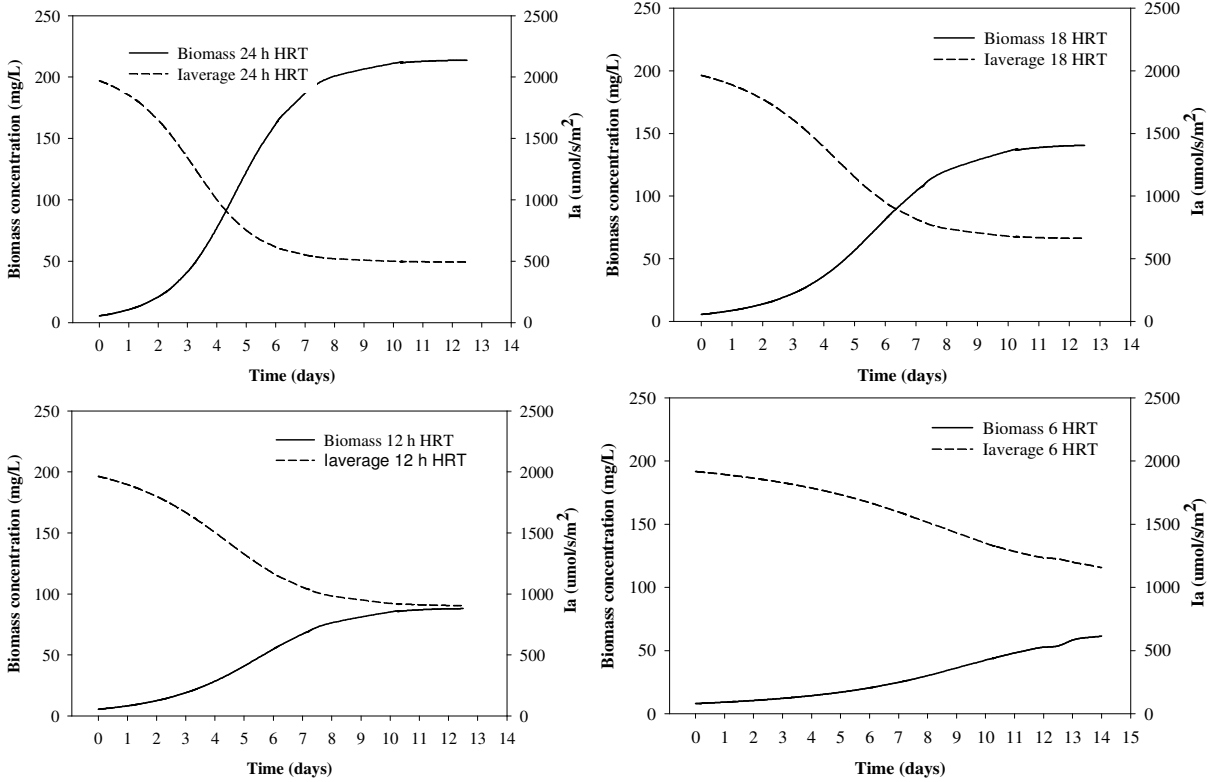 Biomass concentration (mg/L)
250
200
150
100
50
0
Biomass 24 h HRT
Iaverage 24 h HRT
2500
2000
1500
1000
500
0
Ia (umol/s/m2)
0 1 2 3 4 5 6 7 8 9 10 11 12 13 14
Time (days)
Biomass concentration (mg/L)
250
200
150
100
50
0
Biomass 18 HRT
Iaverage 18 HRT
2500
2000
1500
1000
500
0
Ia (umol/s/m2)
0 1 2 3 4 5 6 7 8 9 10 11 12 13 14
Time (days)
Biomass concentration (mg/L)
250
200
150
100
50
0
Biomass 12 h HRT
Iaverage 12 h HRT
2500
2000
1500
1000
500
0
Ia (umol/s/m2)
0 1 2 3 4 5 6 7 8 9 10 11 12 13 14
Time (days)
Biomass concentration (mg/L)
250
200
150
100
50
0
Biomass 6 HRT
Iaverage 6 HRT
2500
2000
1500
1000
500
0
Ia (umol/s/m2)
0 1 2 3 4 5 6 7 8 9 10 11 12 13 14 15
Time (days)